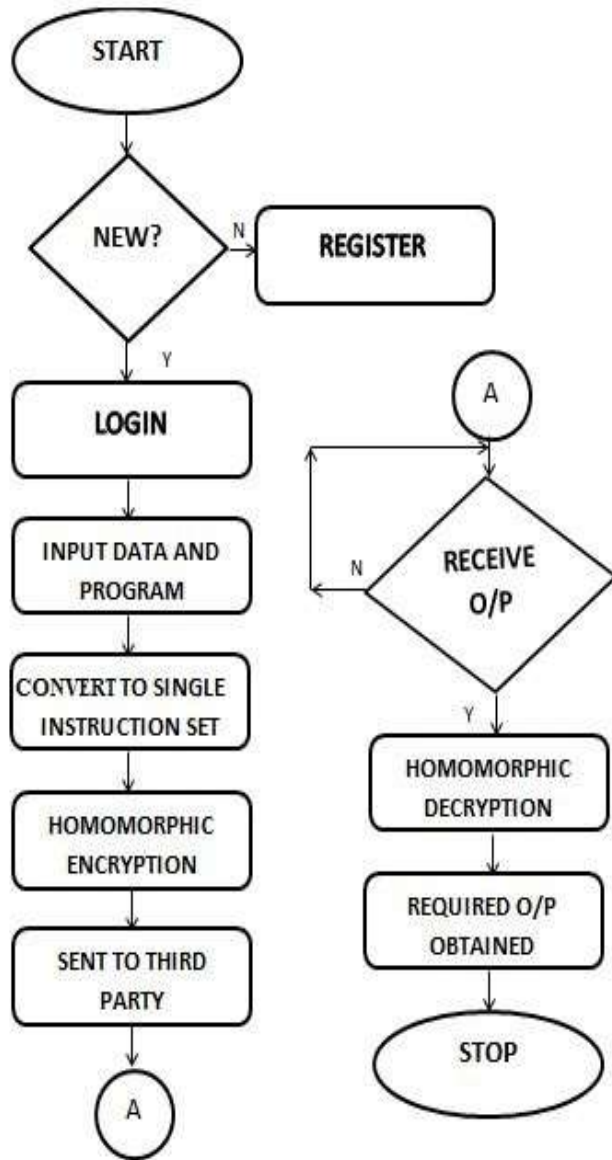 START
NEW?
N
REGISTER
Y
LOGIN
INPUT DATA AND
PROGRAM
CONVERT TO SINGLE
INSTRUCTION SET
HOMOMORPHIC
ENCRYPTION
SENT TO THIRD
PARTY
A
A
RECEIVE
O/P
N
Y
HOMOMORPHIC
DECRYPTION
REQUIRED O/P
OBTAINED
STOP